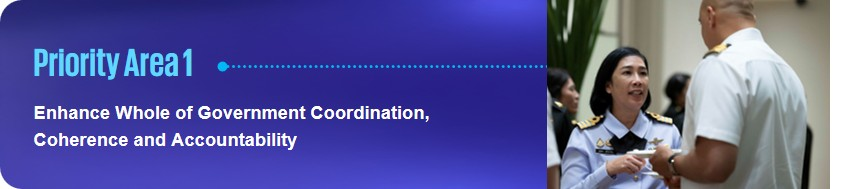 Priority Area 1
Enhance Whole of Government Coordination,
Coherence and Accountability